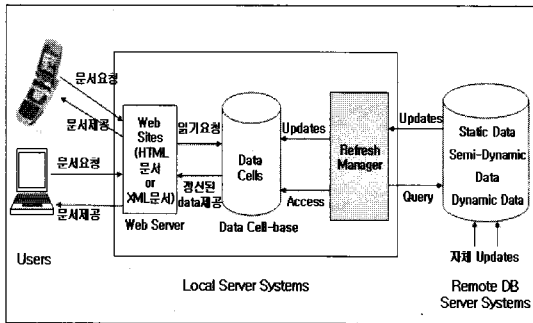 문서요청
문서제공
문서요청
문서제공
Users
Web
Sites
(HTML
문서
or
XML문서)
Web Server
읽기요청
갱신된
data제공
Data
Cells
Data Cell-base
Updates
Access
Refresh
Manager
Local Server Systems
Updates
Query
Static Data
Semi-Dynamic
Data
Dynamic Data
자체 Updates
Remote DB
Server Systems